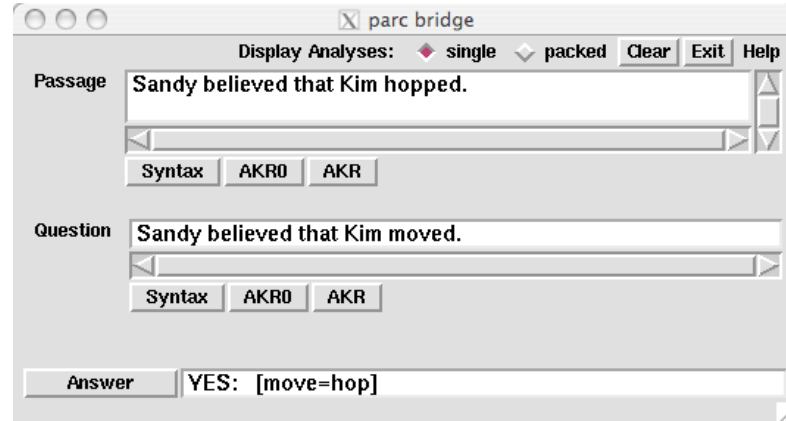 parc bridge
Display Analyses: single packed Clear Exit Help
Passage Sandy believed that Kim hopped.
Syntax AKR0 AKR
Question Sandy believed that Kim moved.
Syntax AKR0 AKR
Answer YES: [move=hop]